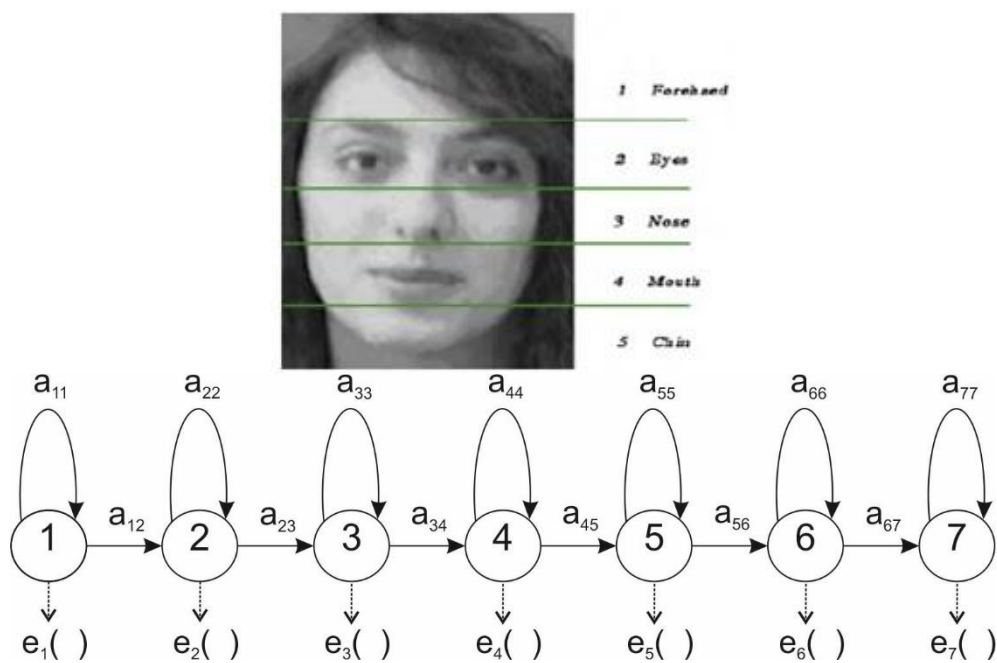 1 Forehaed
2 Eyes
3 Nose
4 Mouth
5 Chin
a₁₁ a₂₂ a₃₃ a₄₄ a₅₅ a₆₆ a₇₇
1 a₁₂ 2 a₂₃ 3 a₃₄ 4 a₄₅ 5 a₅₆ 6 a₆₇ 7
e₁( ) e₂( ) e₃( ) e₄( ) e₅( ) e₆( ) e₇( )